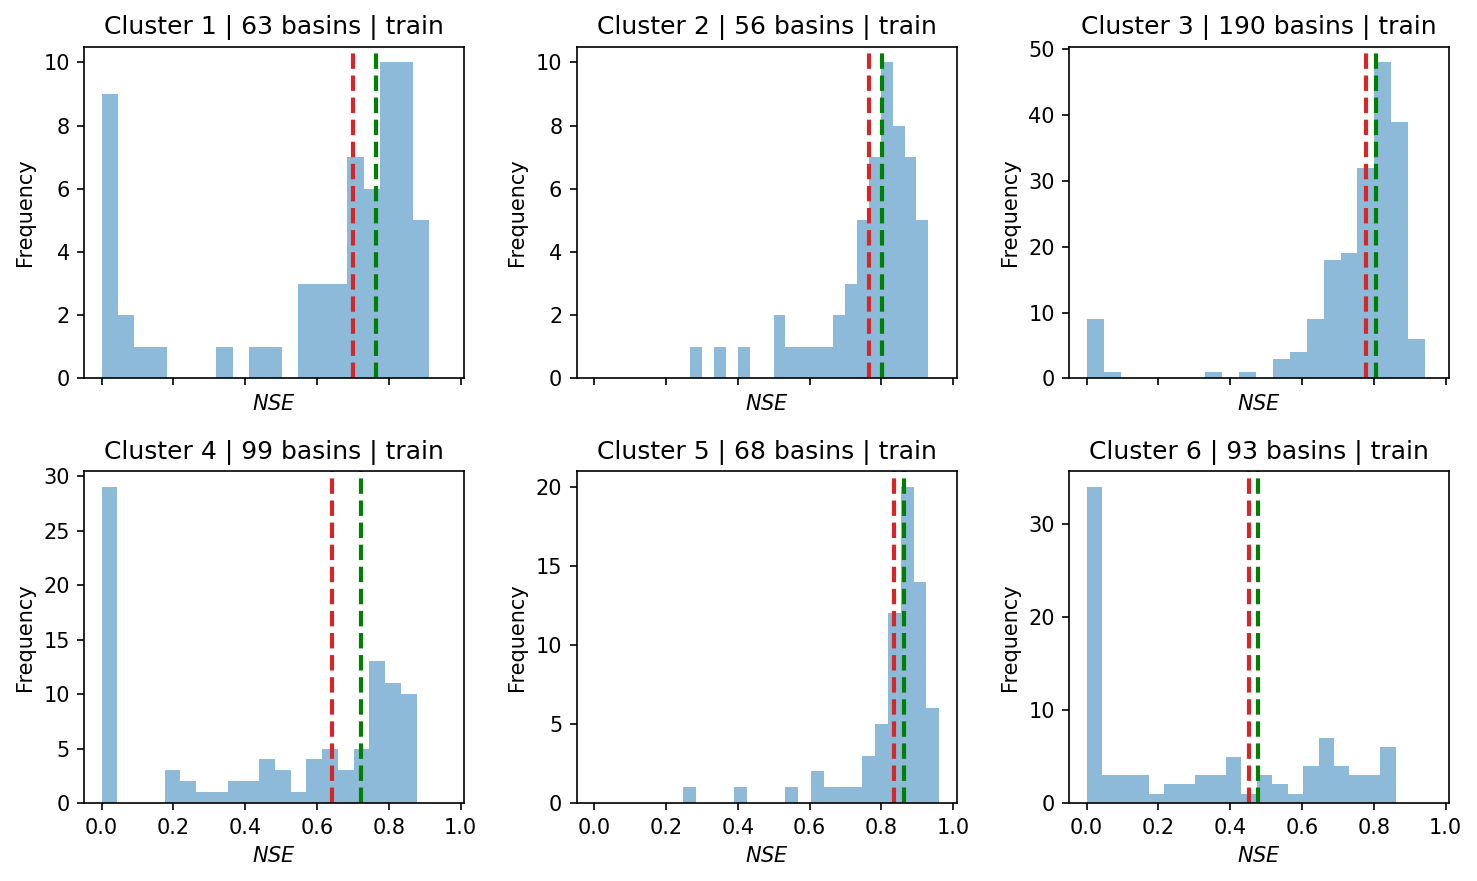 Cluster 1 | 63 basins | train
Cluster 2 | 56 basins | train
Cluster 3 | 190 basins | train
Frequency
10
8
6
4
2
0
NSE
Frequency
10
8
6
4
2
0
NSE
Frequency
50
40
30
20
10
0
NSE
Cluster 4 | 99 basins | train
Cluster 5 | 68 basins | train
Cluster 6 | 93 basins | train
Frequency
30
25
20
15
10
5
0
0.0 0.2 0.4 0.6 0.8 1.0
NSE
Frequency
20
15
10
5
0
0.0 0.2 0.4 0.6 0.8 1.0
NSE
Frequency
30
20
10
0
0.0 0.2 0.4 0.6 0.8 1.0
NSE